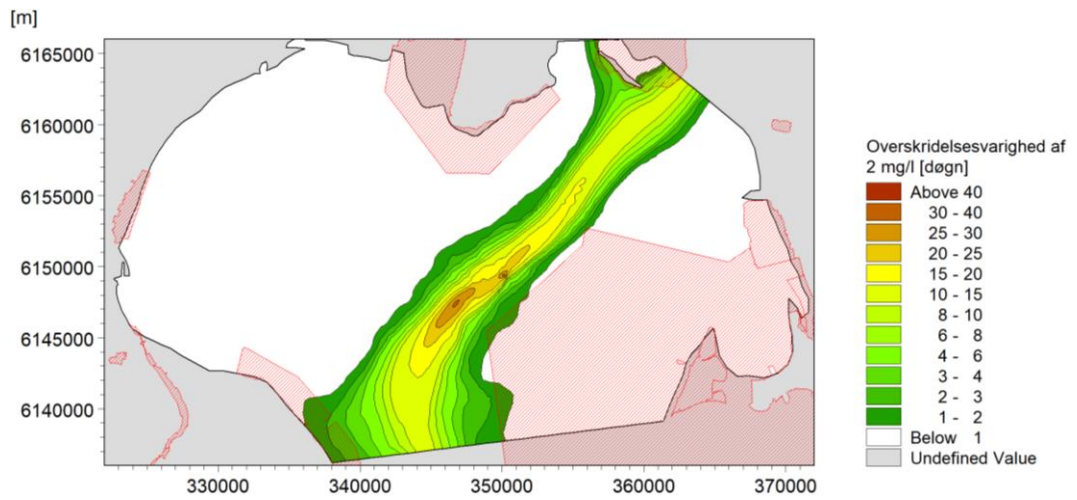 [m]
6165000
6160000
6155000
6150000
6145000
6140000
330000 340000 350000 360000 370000
Overskridelsesvarighed af
2 mg/l [døgn]
Above 40
30 - 40
25 - 30
20 - 25
15 - 20
10 - 15
8 - 10
6 - 8
4 - 6
3 - 4
2 - 3
1 - 2
Below 1
Undefined Value